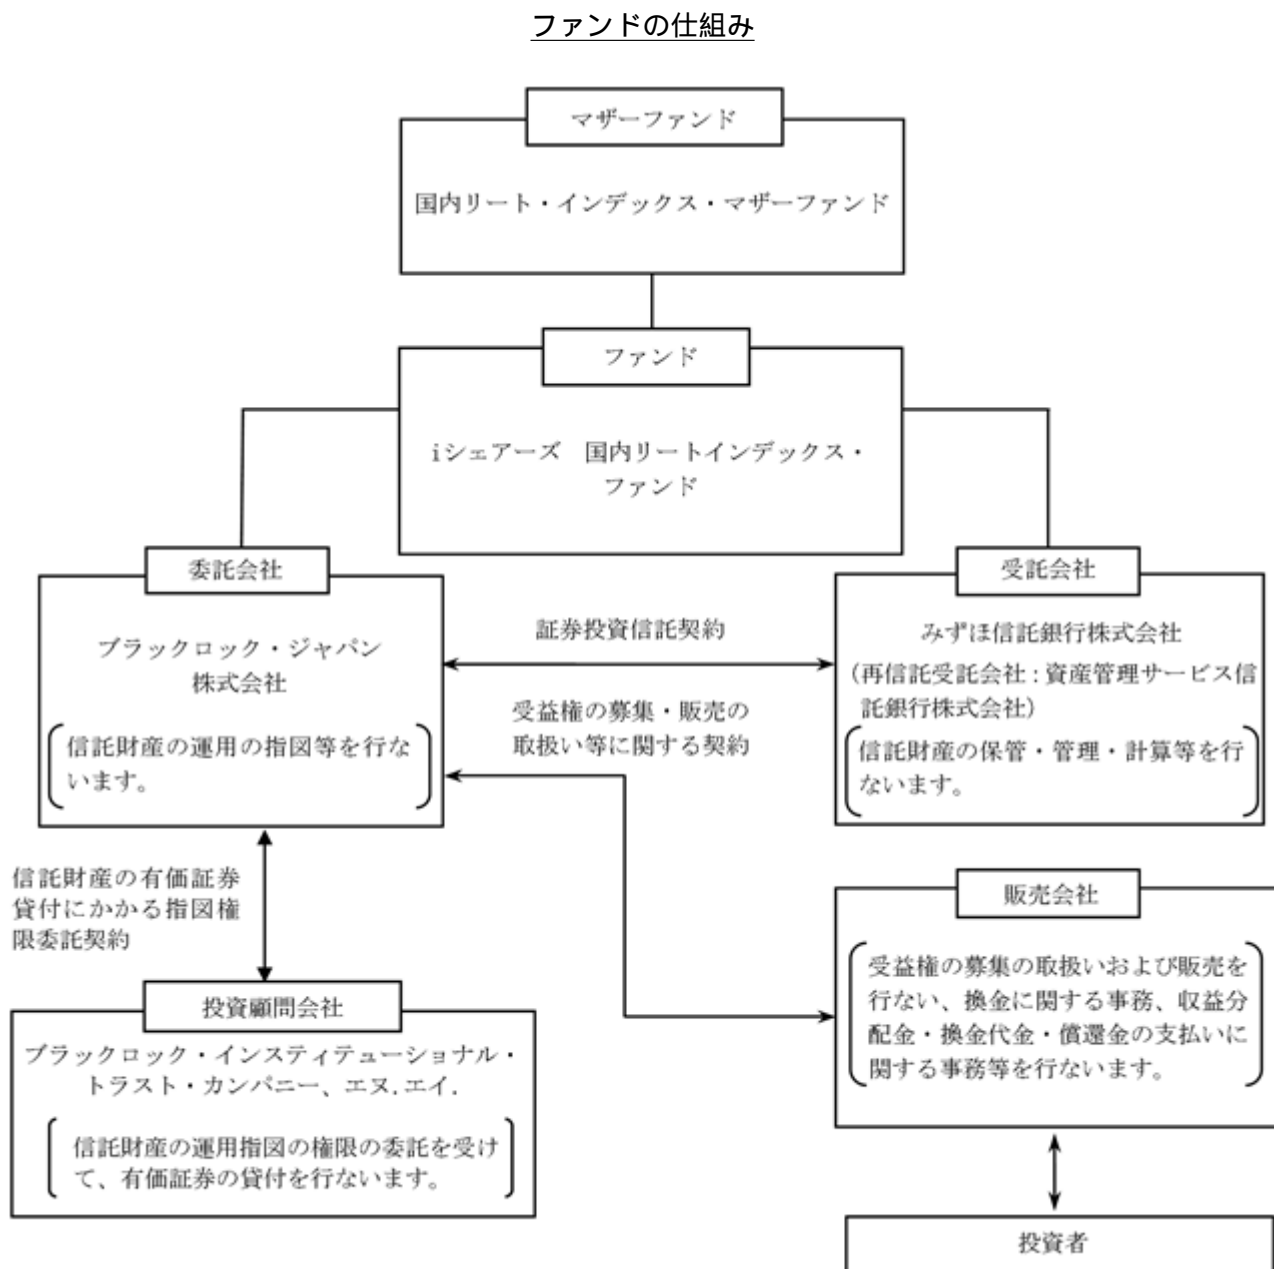 ファンドの仕組み
マザーファンド
国内リート・インデックス・マザーファンド
ファンド
iシェアーズ　国内リートインデックス・
ファンド
委託会社
ブラックロック・ジャパン
株式会社
信託財産の運用の指図等を行な
います。
証券投資信託契約
受益権の募集・販売の
取扱い等に関する契約
受託会社
みずほ信託銀行株式会社
(再信託受託会社：資産管理サービス信
託銀行株式会社)
信託財産の保管・管理・計算等を行
ないます。
信託財産の有価証券
貸付にかかる指図権
限委託契約
投資顧問会社
ブラックロック・インスティテューショナル・
トラスト・カンパニー、エヌ.エイ.
信託財産の運用指図の権限の委託を受け
て、有価証券の貸付を行ないます。
販売会社
受益権の募集の取扱いおよび販売を
行ない、換金に関する事務、収益分
配金・換金代金・償還金の支払いに
関する事務等を行ないます。
投資者